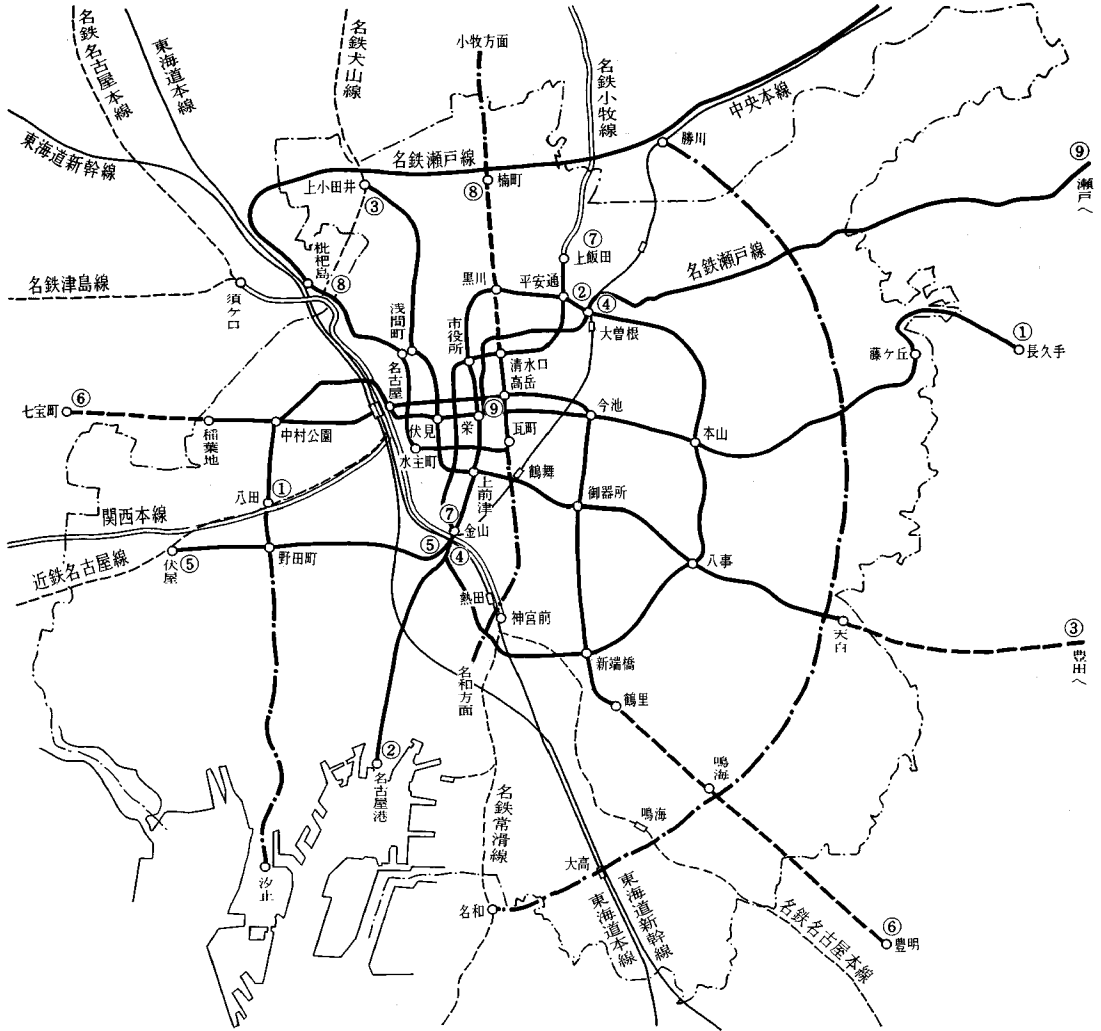 名鉄名古屋本線
東海道本線
名鉄犬山線
小牧方面
名鉄小牧線
中央本線
勝川
東海道新幹線
名鉄瀬戸線
⑨
瀬戸へ
上小田井
③
⑧
楠町
⑦
上飯田
名鉄瀬戸線
枇杷島
⑧
黒川
平安通
②
④
名鉄津島線
須ケ口
浅間町
市役所
大曽根
①
長久手
藤ケ丘
名古屋
清水口
高岳
⑥
七宝町
⑨
今池
稲葉地
中村公園
伏見
栄
瓦町
本山
水主町
上前津
鶴舞
八田
①
御器所
関西本線
⑦
金山
近鉄名古屋線
伏屋
⑤
野田町
⑤
④
八事
熱田
神宮前
天白
③
豊田へ
名和方面
新端橋
鶴里
②
名古屋港
鳴海
名鉄常滑線
鳴海
大高
汐止
名和
東海道新幹線
東海道本線
名鉄名古屋本線
⑥
豊明